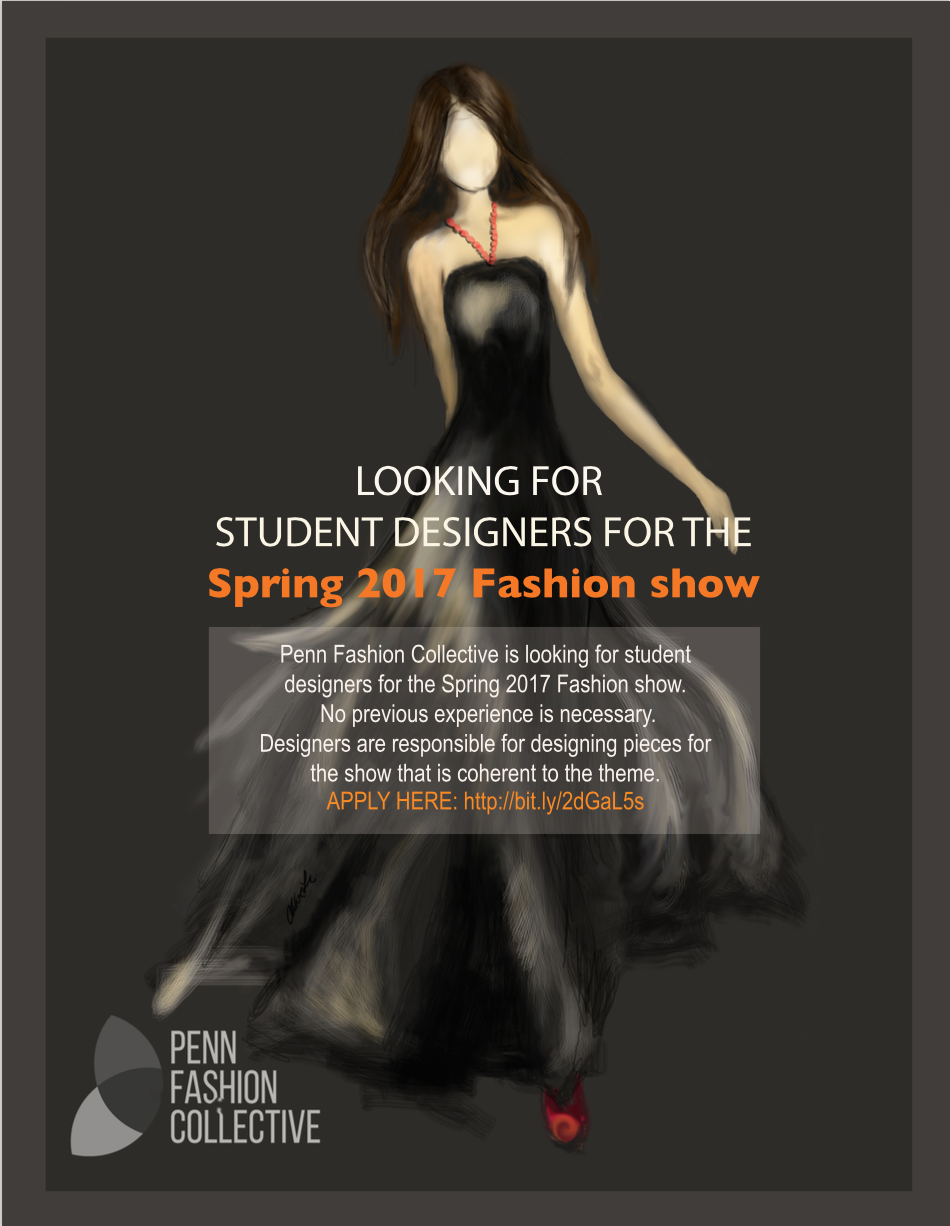 LOOKING FOR
STUDENT DESIGNERS FOR THE
Spring 2017 Fashion show
Penn Fashion Collective is looking for student
designers for the Spring 2017 Fashion show.
No previous experience is necessary.
Designers are responsible for designing pieces for
the show that is coherent to the theme.
APPLY HERE: http://bit.ly/2dGaL5s
PENN
FASHION
COLLECTIVE